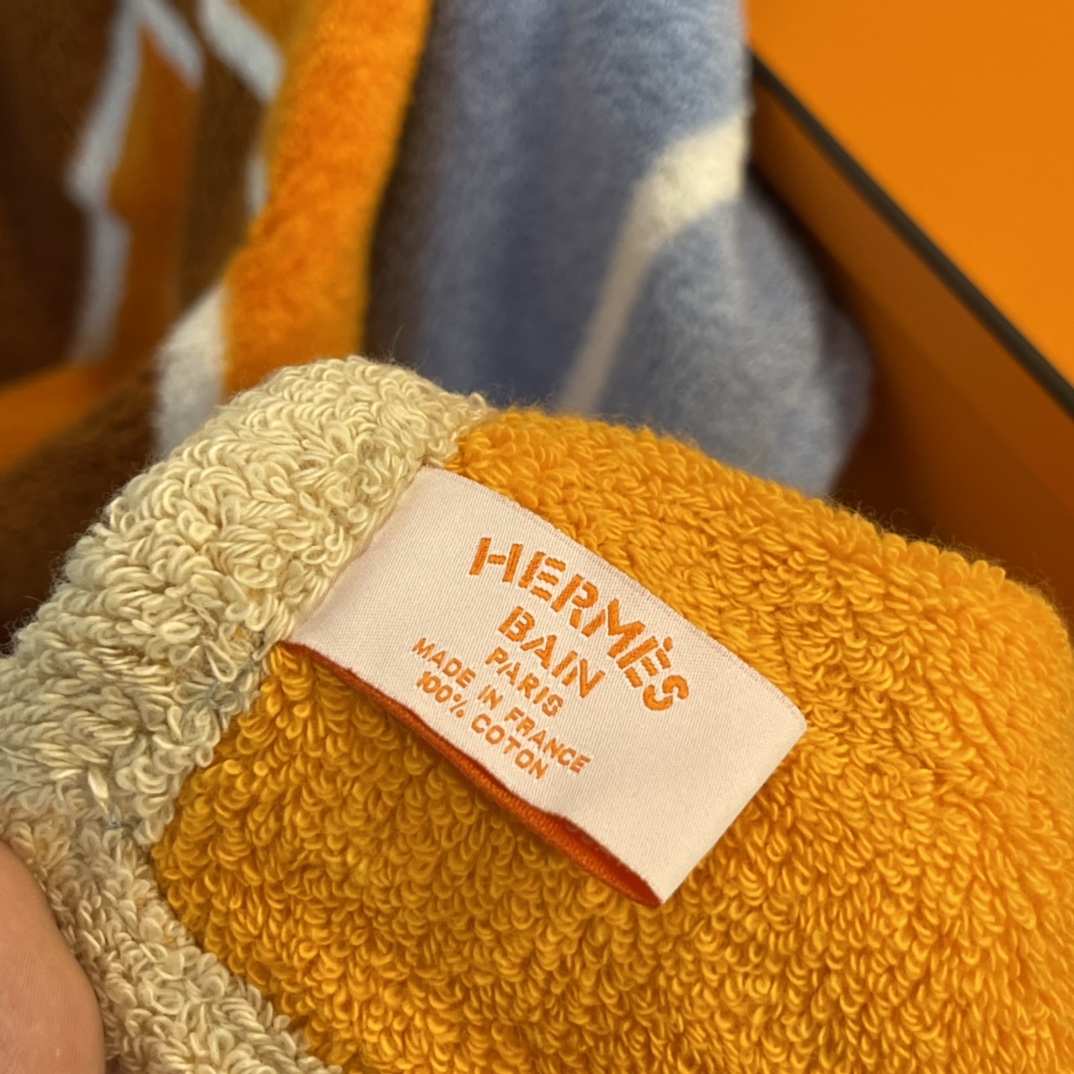 HERMÈS
BAIN
PARIS
MADE IN FRANCE
100% COTON